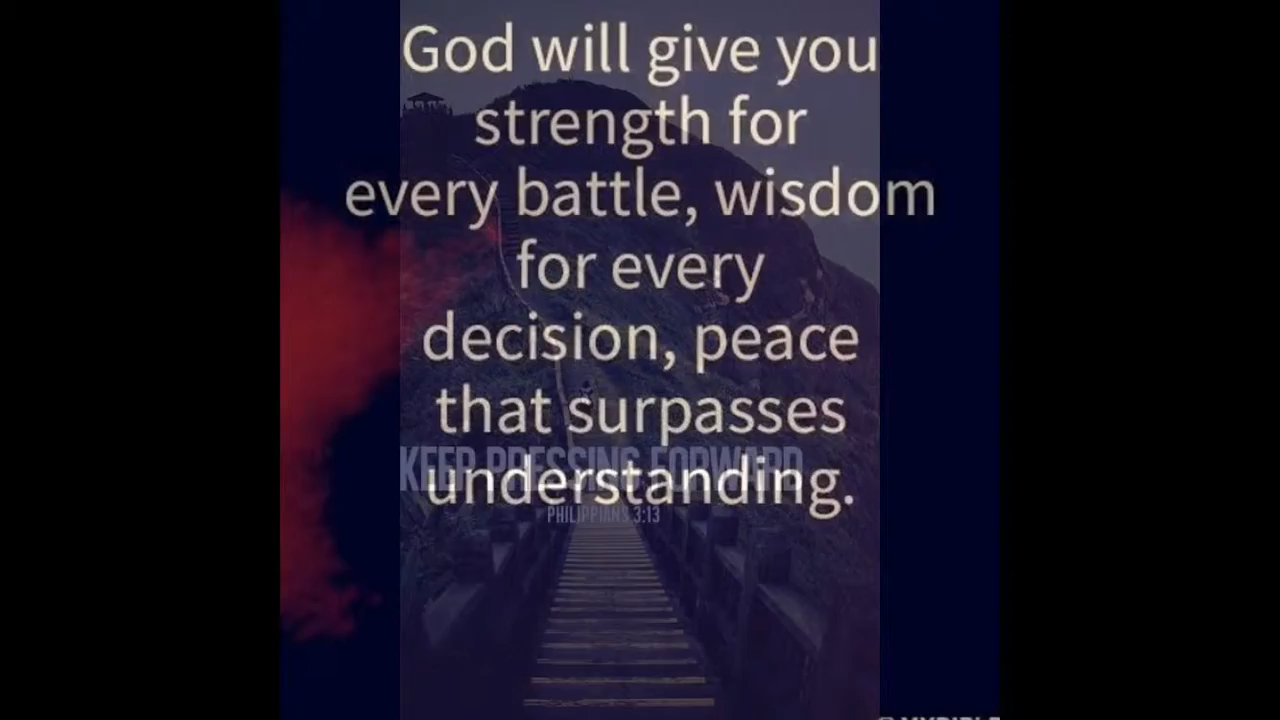 God will give you
strength for
every battle, wisdom
for every
decision, peace
that surpasses
understanding.
KEEP PRESSING FORWARD
PHILIPPIANS 3:13